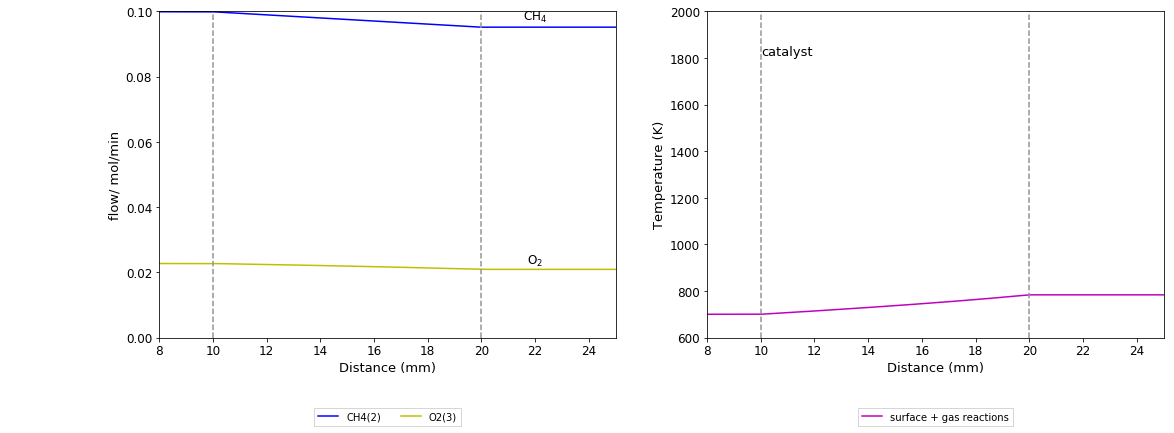 0.10
0.08
0.06
0.04
0.02
0.00
flow/ mol/min
CH4
O2
8 10 12 14 16 18 20 22 24
Distance (mm)
CH4(2) O2(3)
2000
1800
1600
1400
1200
1000
800
600
Temperature (K)
catalyst
8 10 12 14 16 18 20 22 24
Distance (mm)
surface + gas reactions